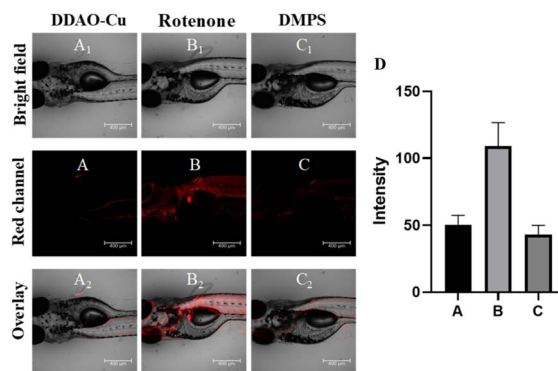 DDAO-Cu Rotenone DMPS
Bright field
A1 B1 C1
400 μm 400 μm 400 μm
Red channel
A B C
400 μm 400 μm 400 μm
Overlay
A2 B2 C2
400 μm 400 μm 400 μm
D
Intensity
150
100
50
0
A B C